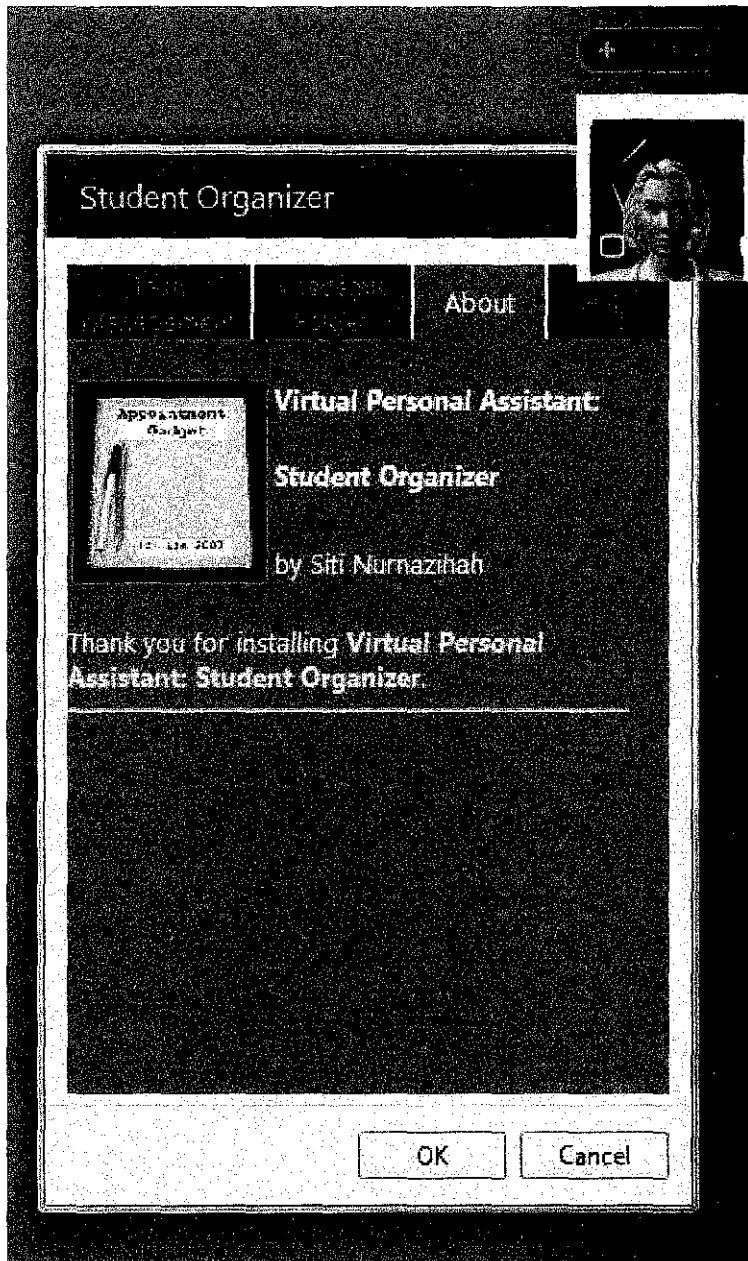 Student Organizer
About
Appointment
Gadget
Virtual Personal Assistant:
Student Organizer
by Siti Nurnazihah
Thank you for installing Virtual Personal
Assistant: Student Organizer.
OK
Cancel